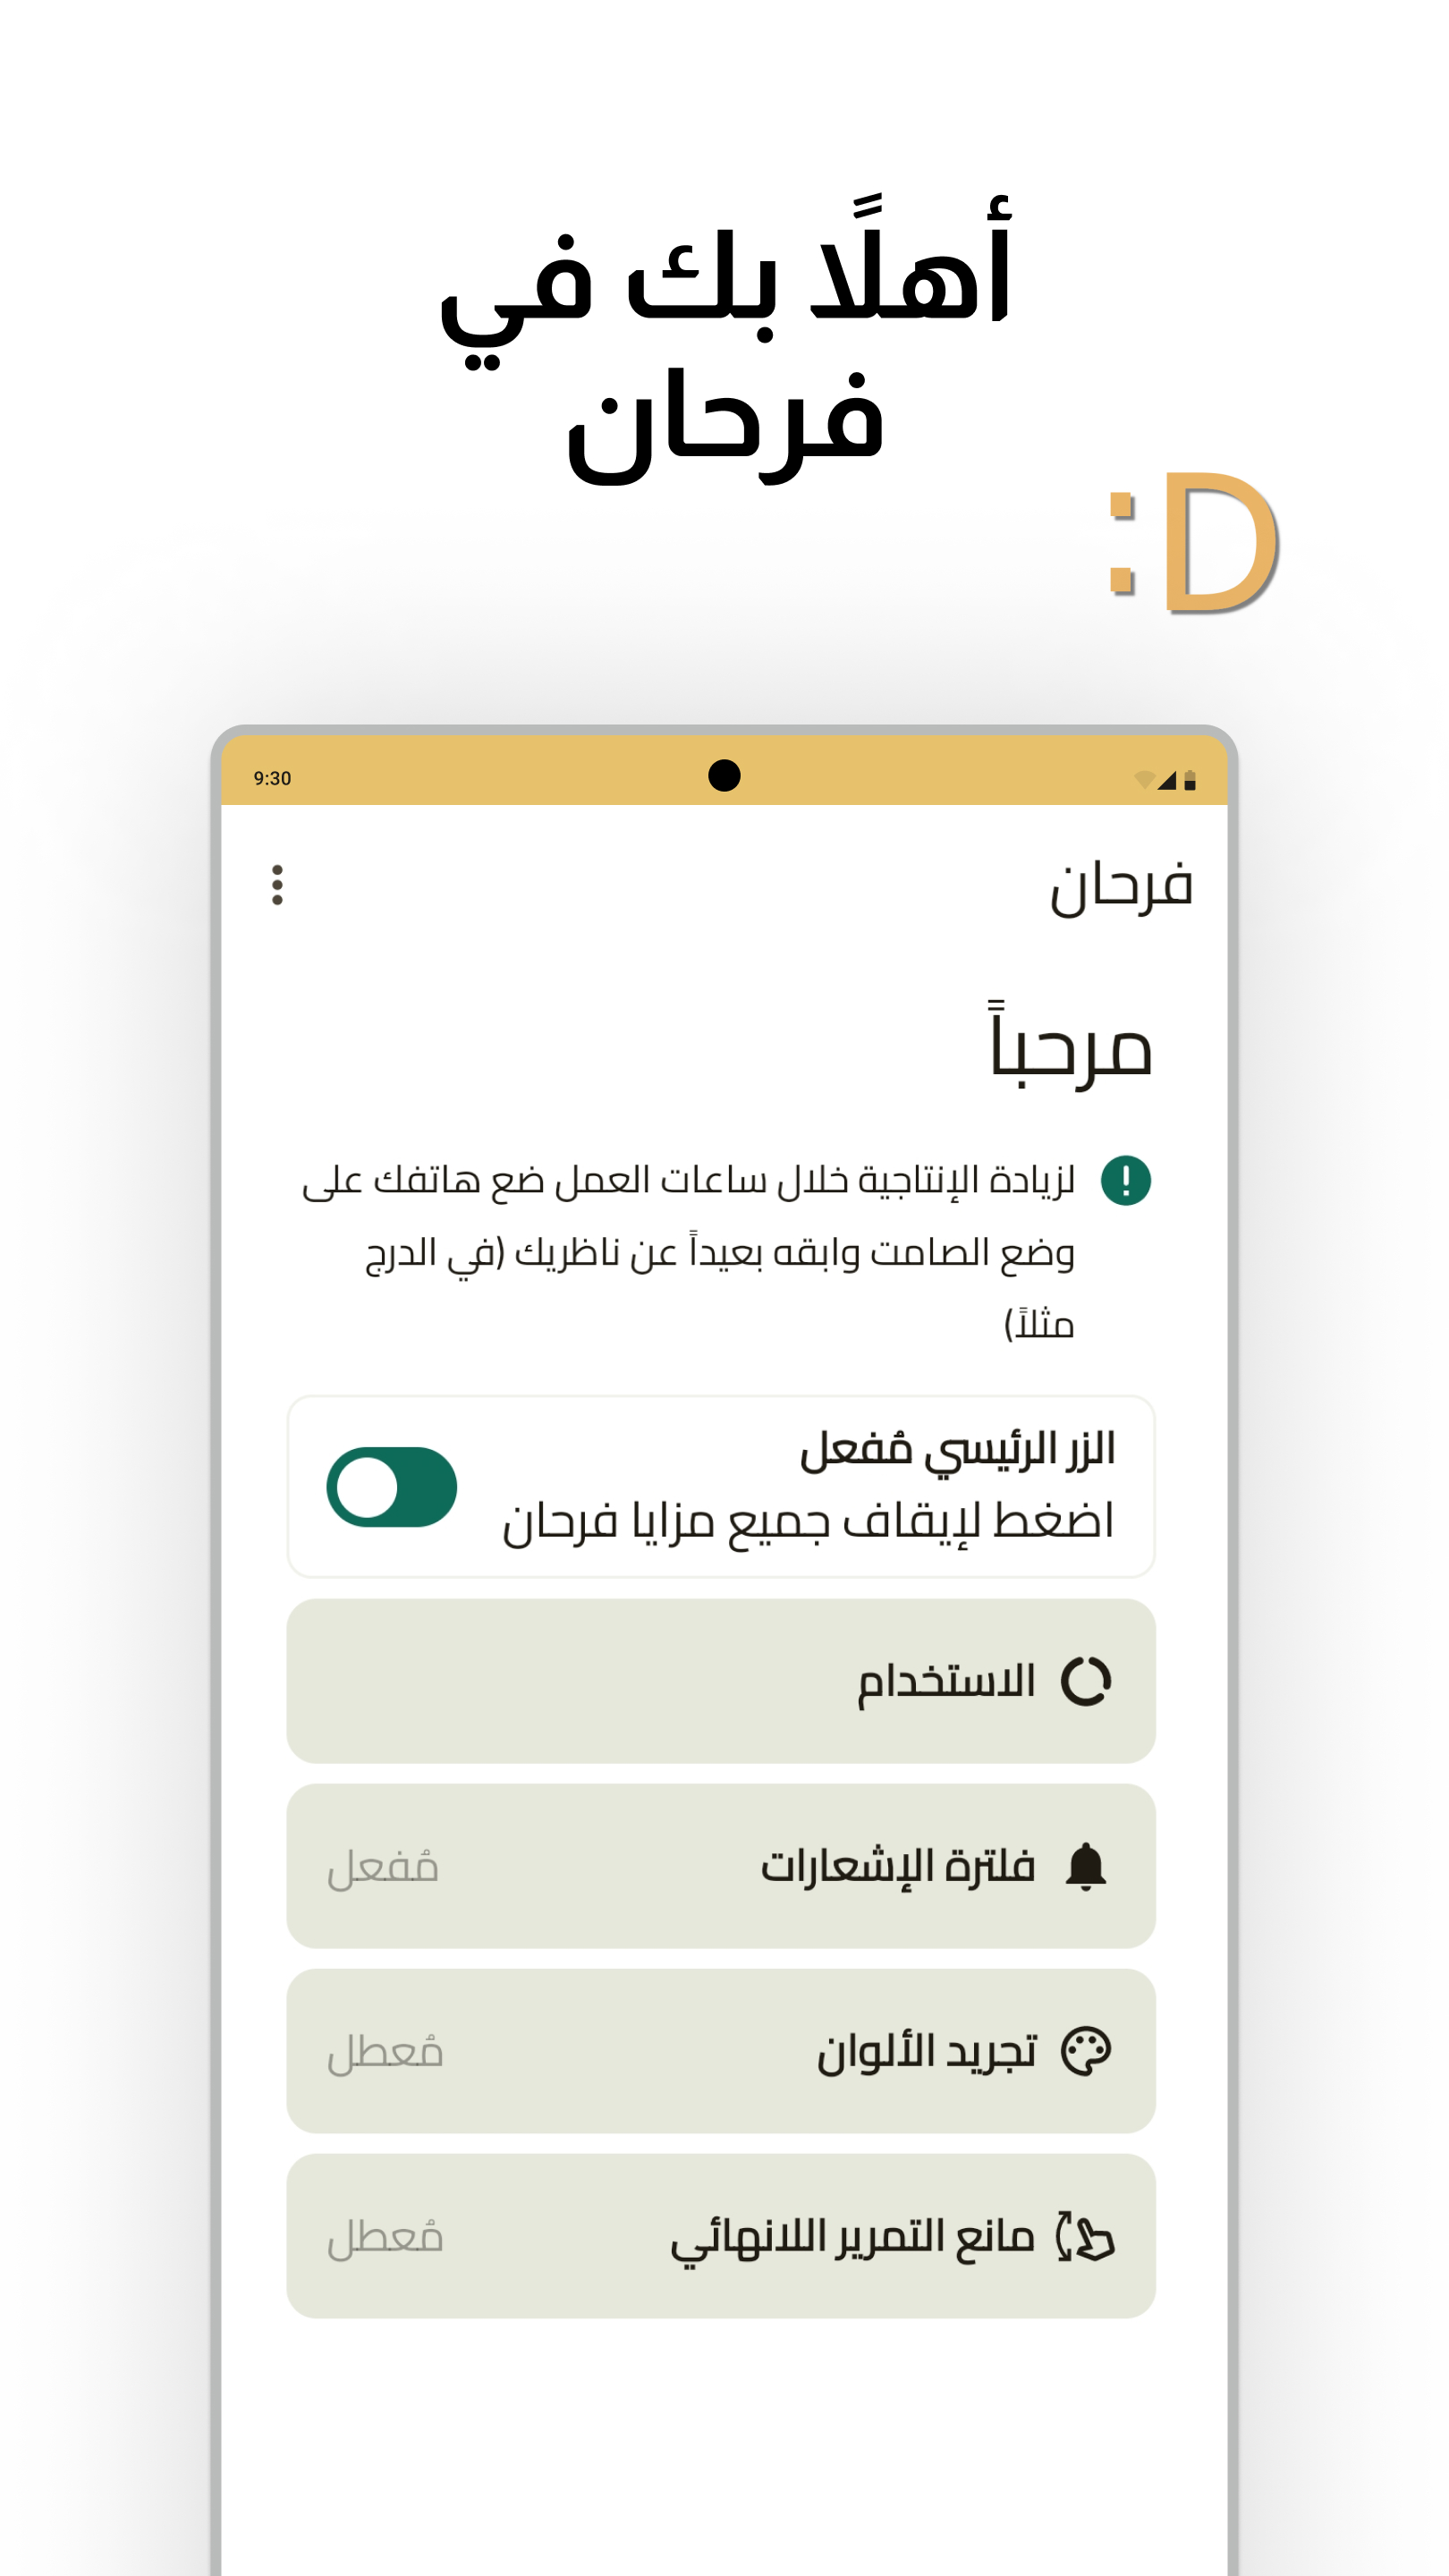 أهلًا بك في
فرحان
:D
9:30
فرحان
مرحباً
لزيادة الإنتاجية خلال ساعات العمل ضع هاتفك على
وضع الصامت وابقه بعيداً عن ناظريك (في الدرج
مثلاً)
الزر الرئيسي مُفعل
اضغط لإيقاف جميع مزايا فرحان
الاستخدام
فلترة الإشعارات مُفعل
تجريد الألوان مُعطل
مانع التمرير اللانهائي مُعطل